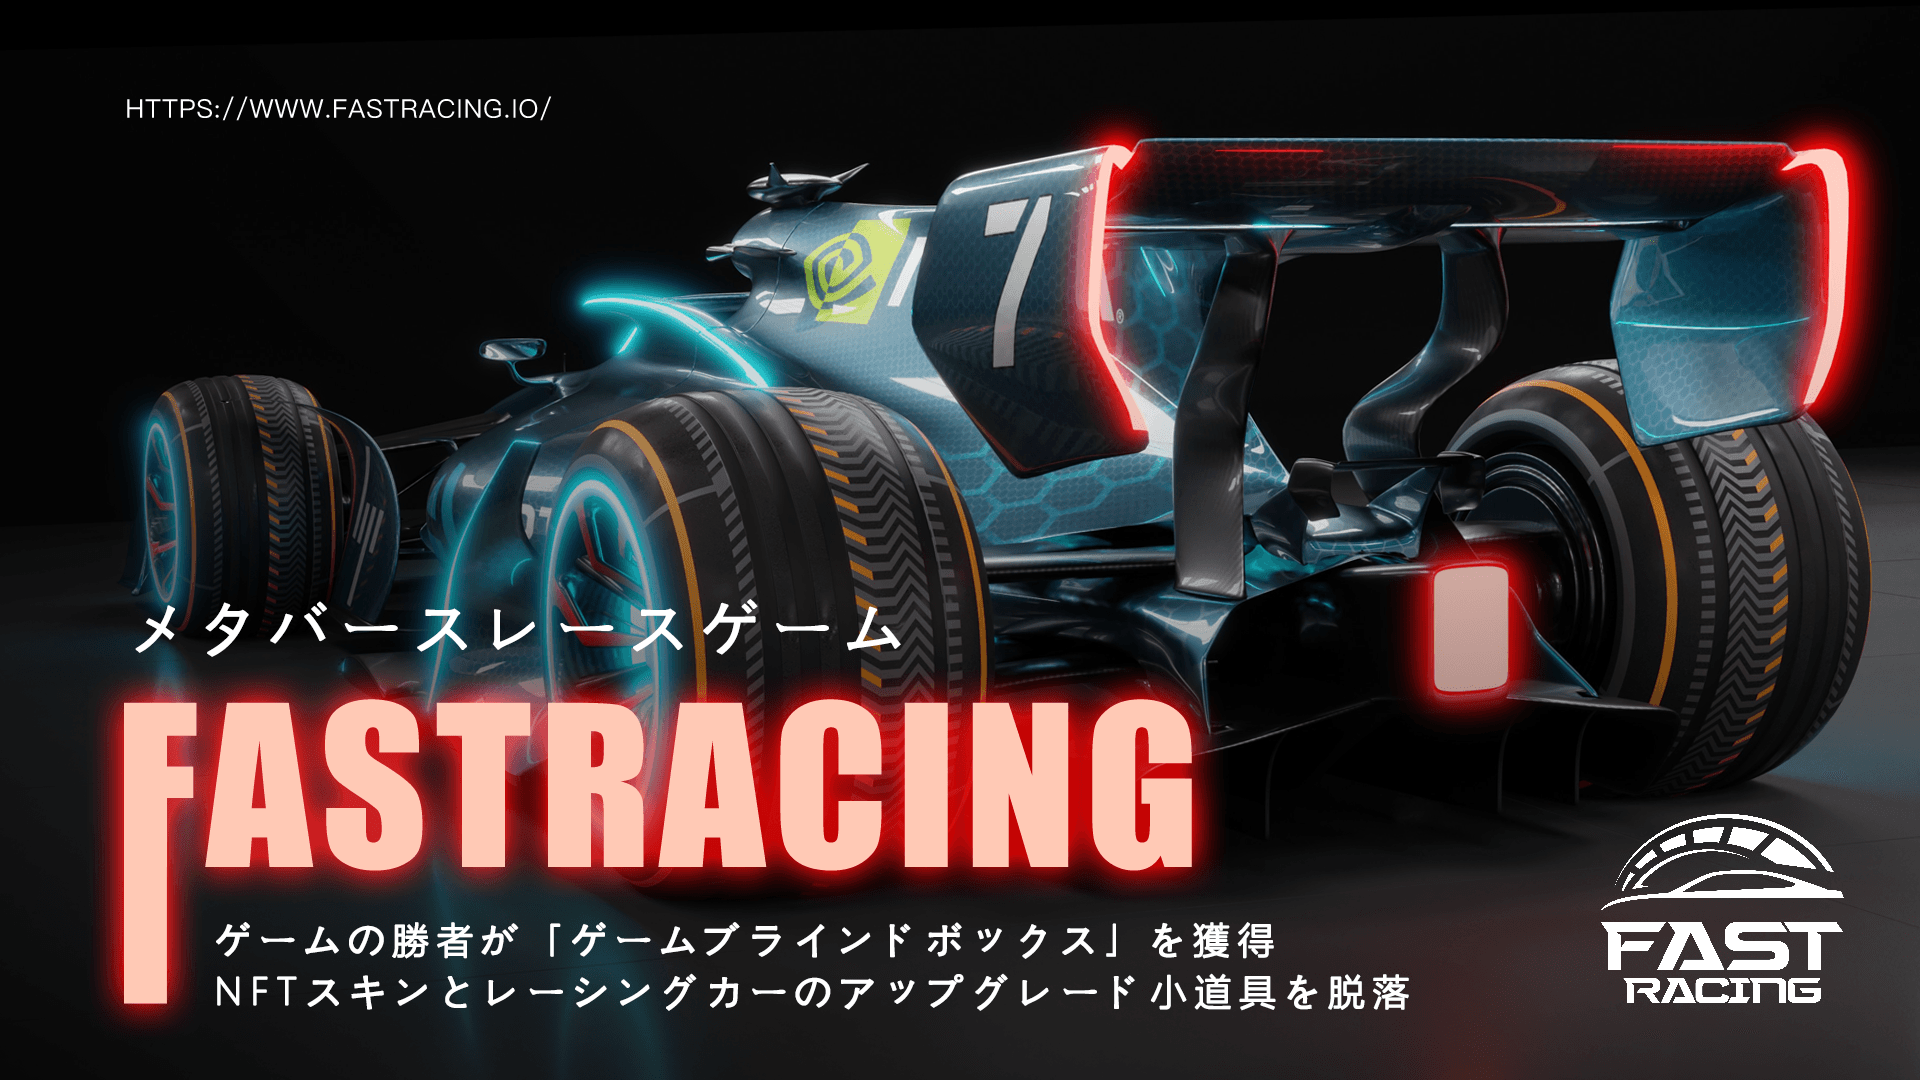 HTTPS://WWW.FASTRACING.IO/
7
®
メタバースレースゲーム
FASTRACING
ゲームの勝者が「ゲームブラインドボックス」を獲得
NFTスキンとレーシングカーのアップグレード小道具を脱落
FAST
RACING